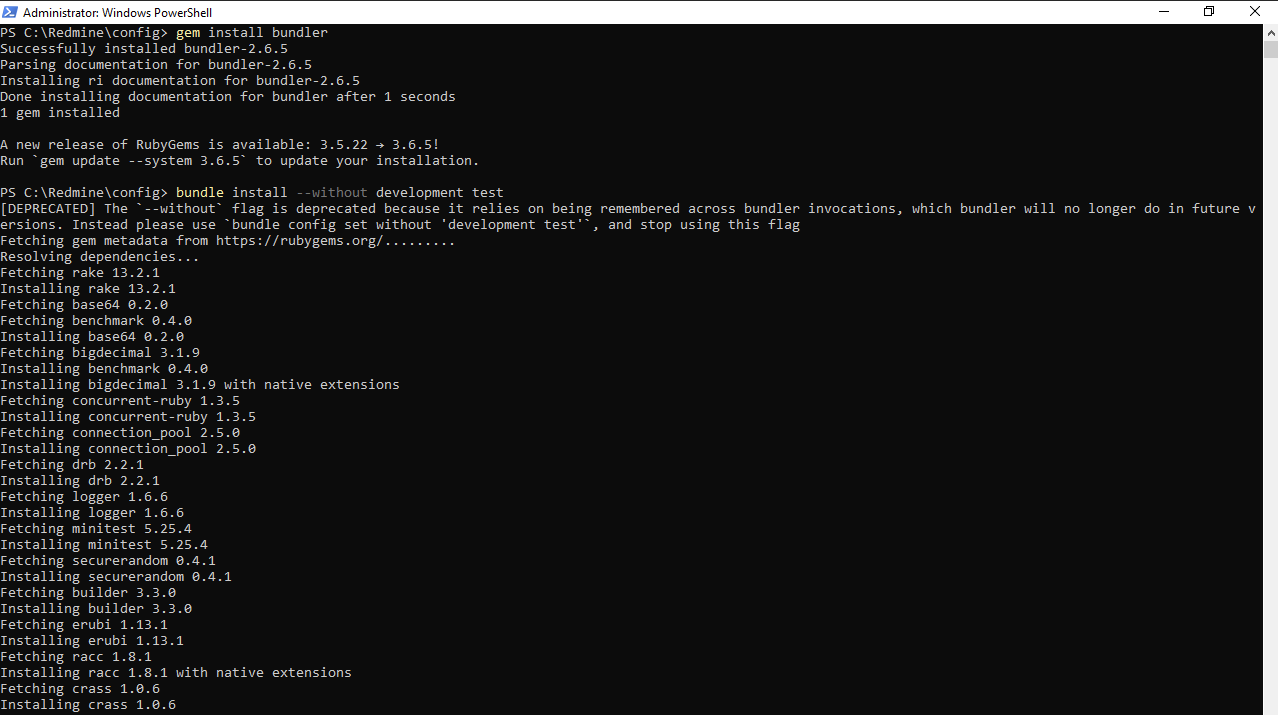 Administrator: Windows PowerShell
PS C:\Redmine\config> gem install bundler
Successfully installed bundler-2.6.5
Parsing documentation for bundler-2.6.5
Installing ri documentation for bundler-2.6.5
Done installing documentation for bundler after 1 seconds
1 gem installed
A new release of RubyGems is available: 3.5.22 → 3.6.5!
Run `gem update --system 3.6.5` to update your installation.
PS C:\Redmine\config> bundle install --without development test
[DEPRECATED] The `--without` flag is deprecated because it relies on being remembered across bundler invocations, which bundler will no longer do in future v
ersions. Instead please use `bundle config set without 'development test'`, and stop using this flag
Fetching gem metadata from https://rubygems.org/.........
Resolving dependencies...
Fetching rake 13.2.1
Installing rake 13.2.1
Fetching base64 0.2.0
Fetching benchmark 0.4.0
Installing base64 0.2.0
Fetching bigdecimal 3.1.9
Installing benchmark 0.4.0
Installing bigdecimal 3.1.9 with native extensions
Fetching concurrent-ruby 1.3.5
Installing concurrent-ruby 1.3.5
Fetching connection_pool 2.5.0
Installing connection_pool 2.5.0
Fetching drb 2.2.1
Installing drb 2.2.1
Fetching logger 1.6.6
Installing logger 1.6.6
Fetching minitest 5.25.4
Installing minitest 5.25.4
Fetching securerandom 0.4.1
Installing securerandom 0.4.1
Fetching builder 3.3.0
Installing builder 3.3.0
Fetching erubi 1.13.1
Installing erubi 1.13.1
Fetching racc 1.8.1
Installing racc 1.8.1 with native extensions
Fetching crass 1.0.6
Installing crass 1.0.6